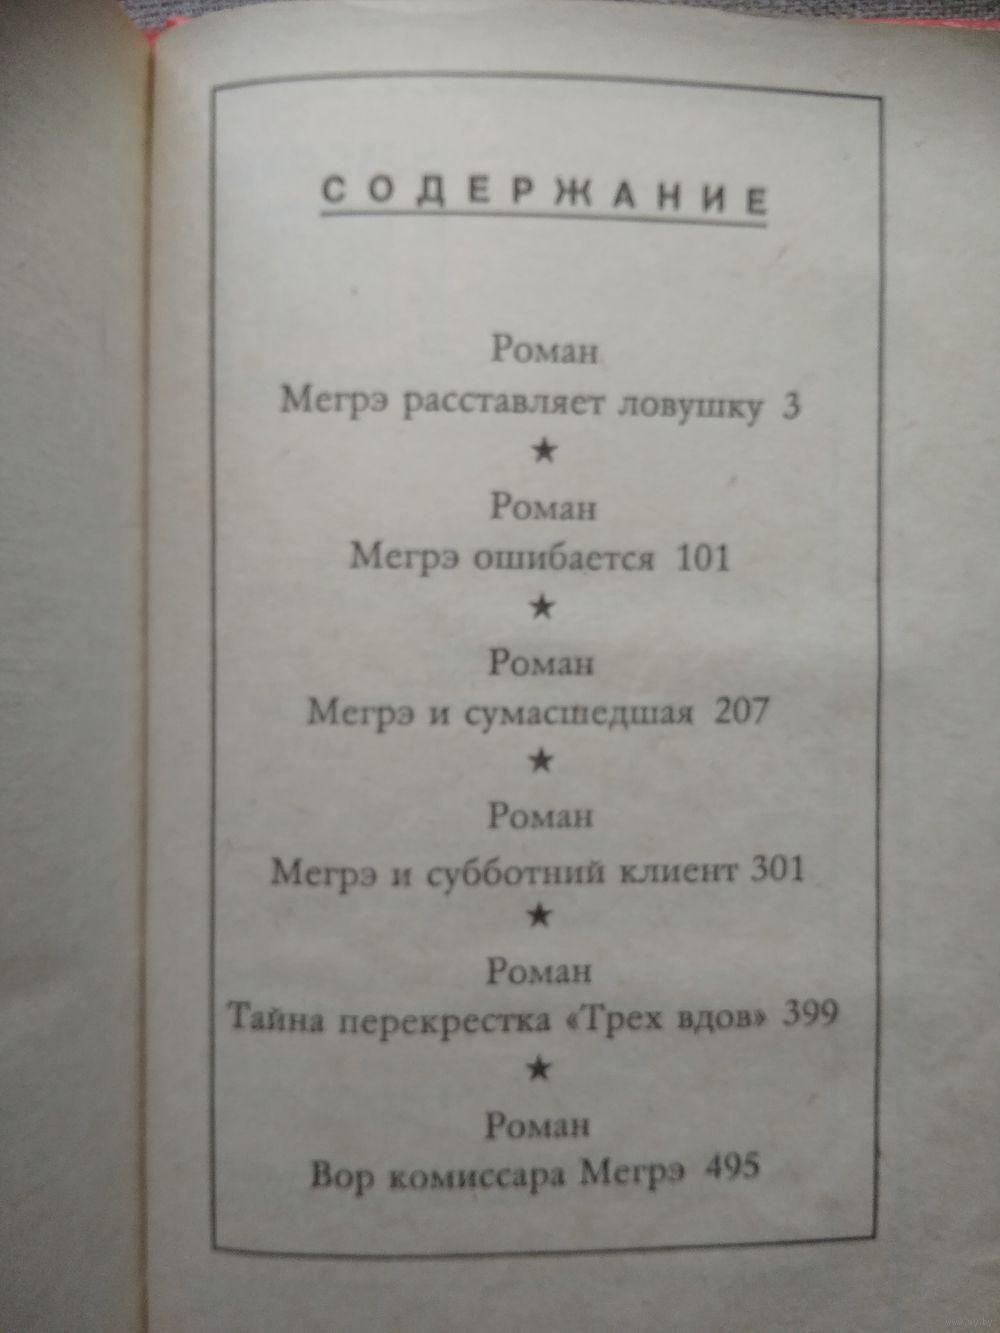 СОДЕРЖАНИЕ
Роман
Мегрэ расставляет ловушку 3
★
Роман
Мегрэ ошибается 101
★
Роман
Мегрэ и сумасшедшая 207
★
Роман
Мегрэ и субботний клиент 301
★
Роман
Тайна перекрестка «Трех вдов» 399
★
Роман
Вор комиссара Мегрэ 495